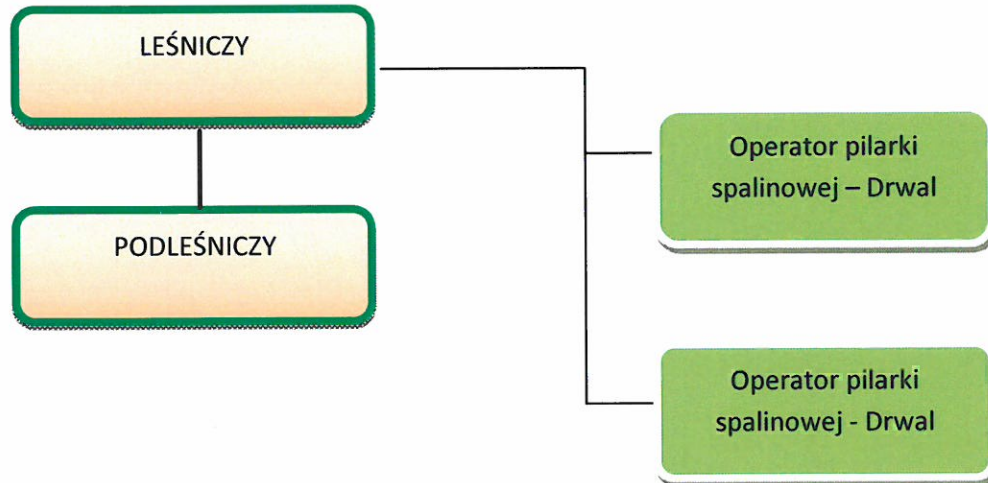 LEŚNICZY
PODLEŚNICZY
Operator pilarki
spalinowej – Drwal
Operator pilarki
spalinowej - Drwal